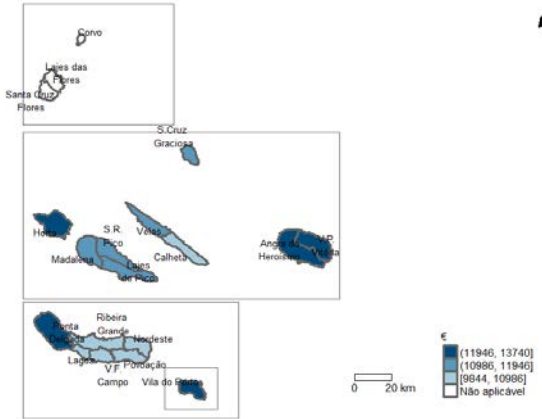 Corvo
Lajes das
Flores
Santa Cruz
Flores
S.Cruz
Graciosa
Horta
S.R.
Pico
Velas
Madalena
Lajes
do Pico
Calheta
Angra do
Heroísmo
V.P.
Vitória
Ponta
Delgada
Ribeira
Grande
Nordeste
Lagoa
V.F.
Campo
Povoação
Vila do Porto
€
(11946, 13740]
(10986, 11946]
[9844, 10986]
Não aplicável
0
20 km